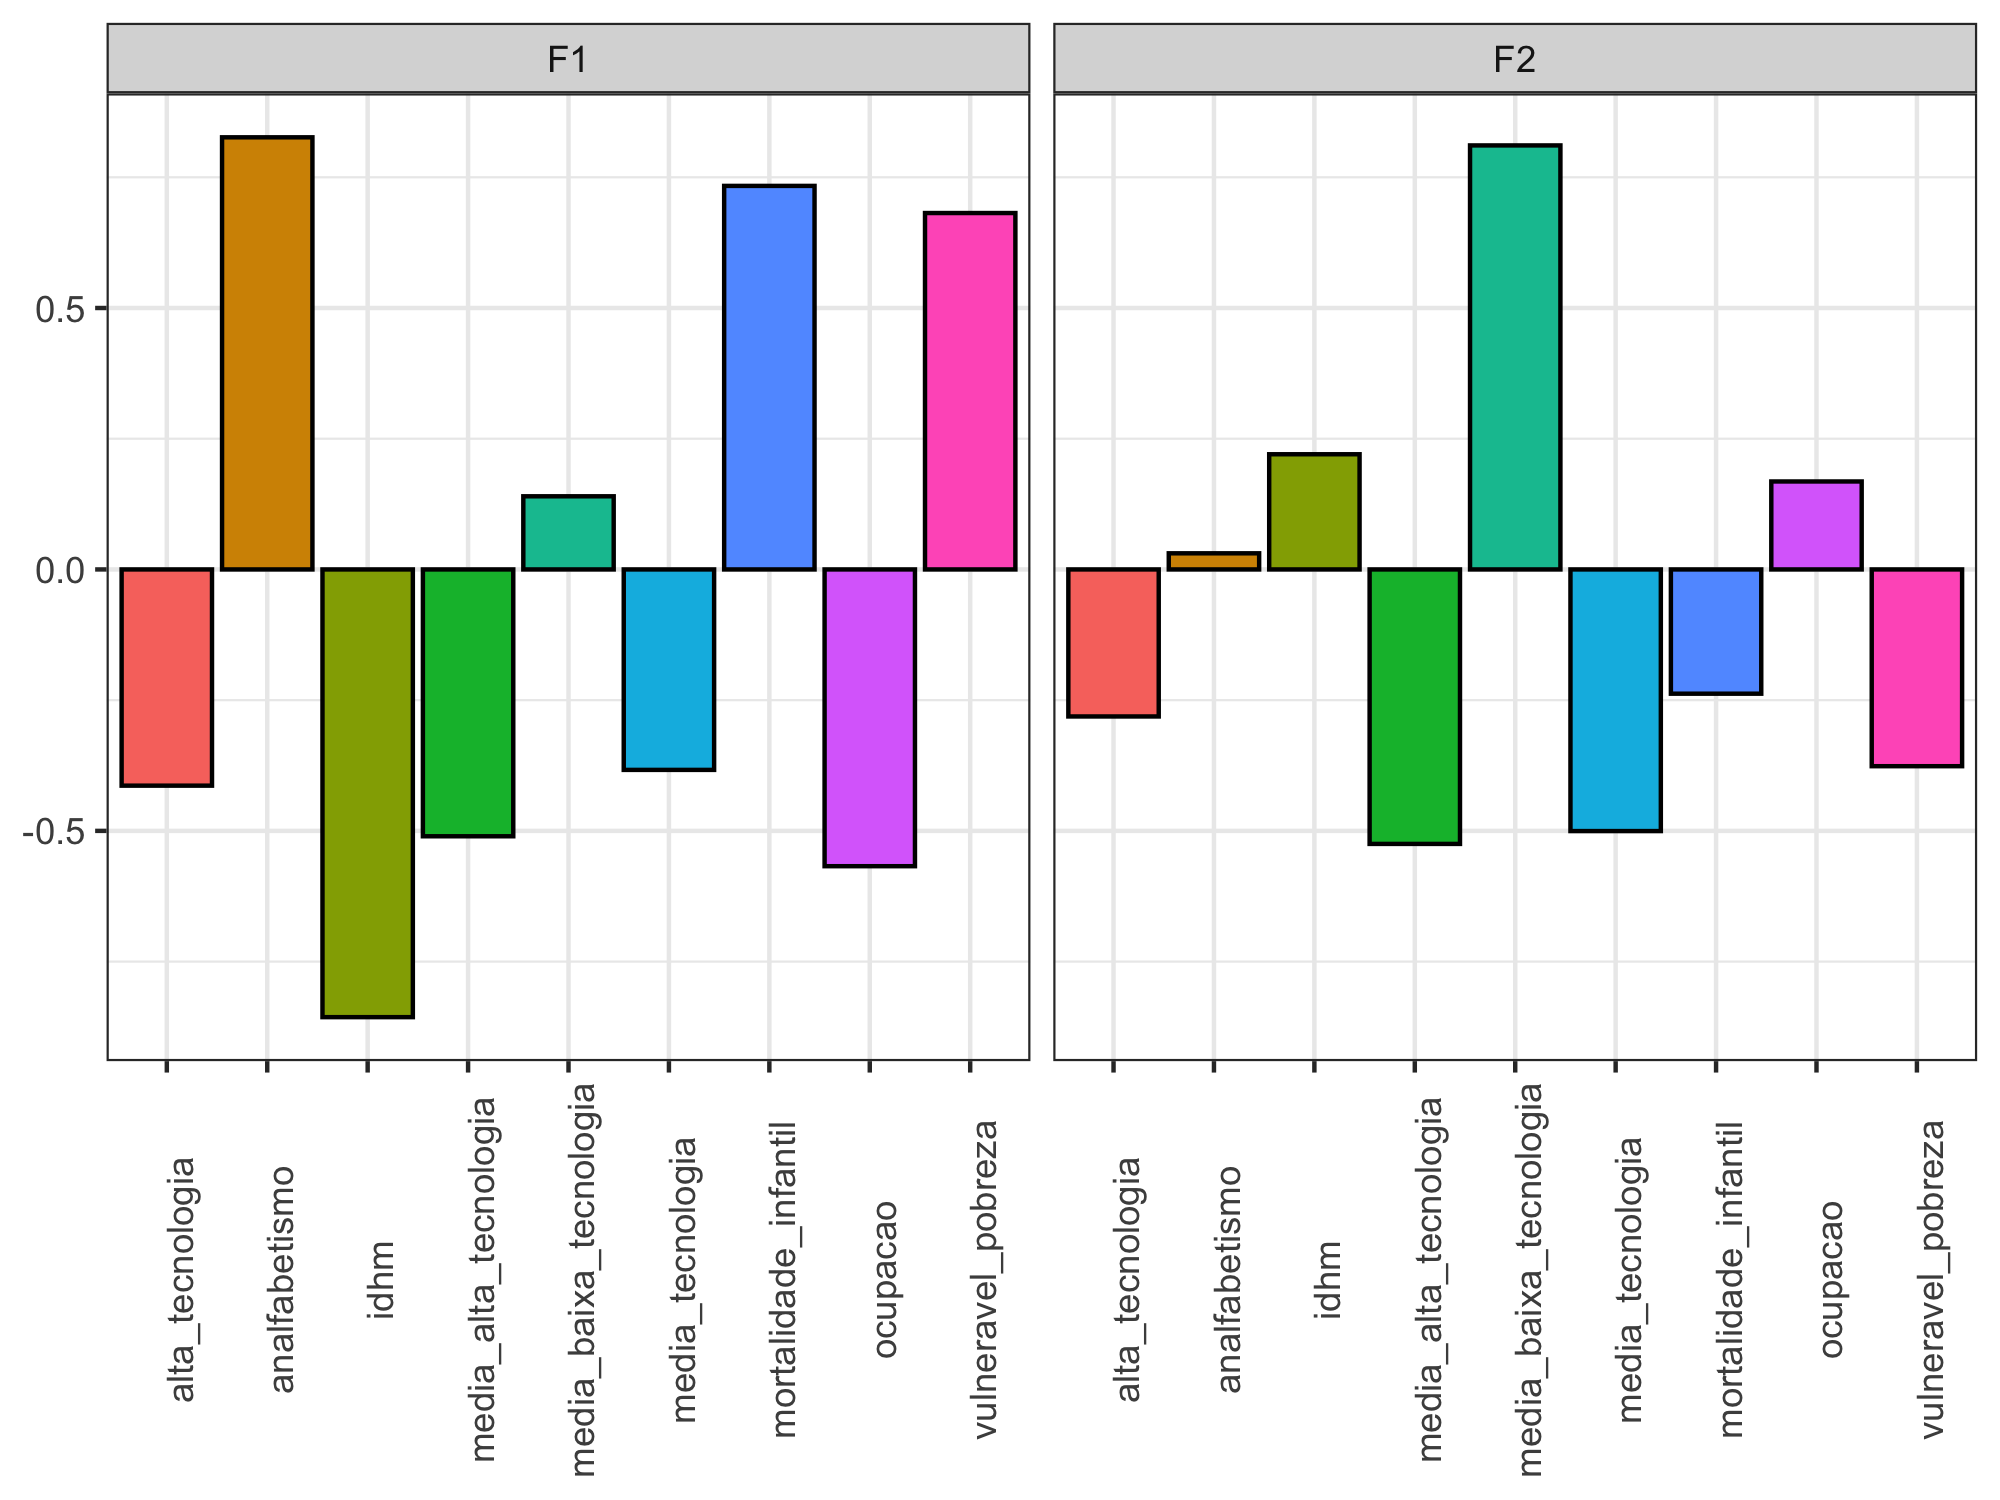 F1
F2
0.5
0.0
-0.5
alta_tecnologia
analfabetismo
idhm
media_alta_tecnologia
media_baixa_tecnologia
media_tecnologia
mortalidade_infantil
ocupacao
vulneravel_pobreza
alta_tecnologia
analfabetismo
idhm
media_alta_tecnologia
media_baixa_tecnologia
media_tecnologia
mortalidade_infantil
ocupacao
vulneravel_pobreza